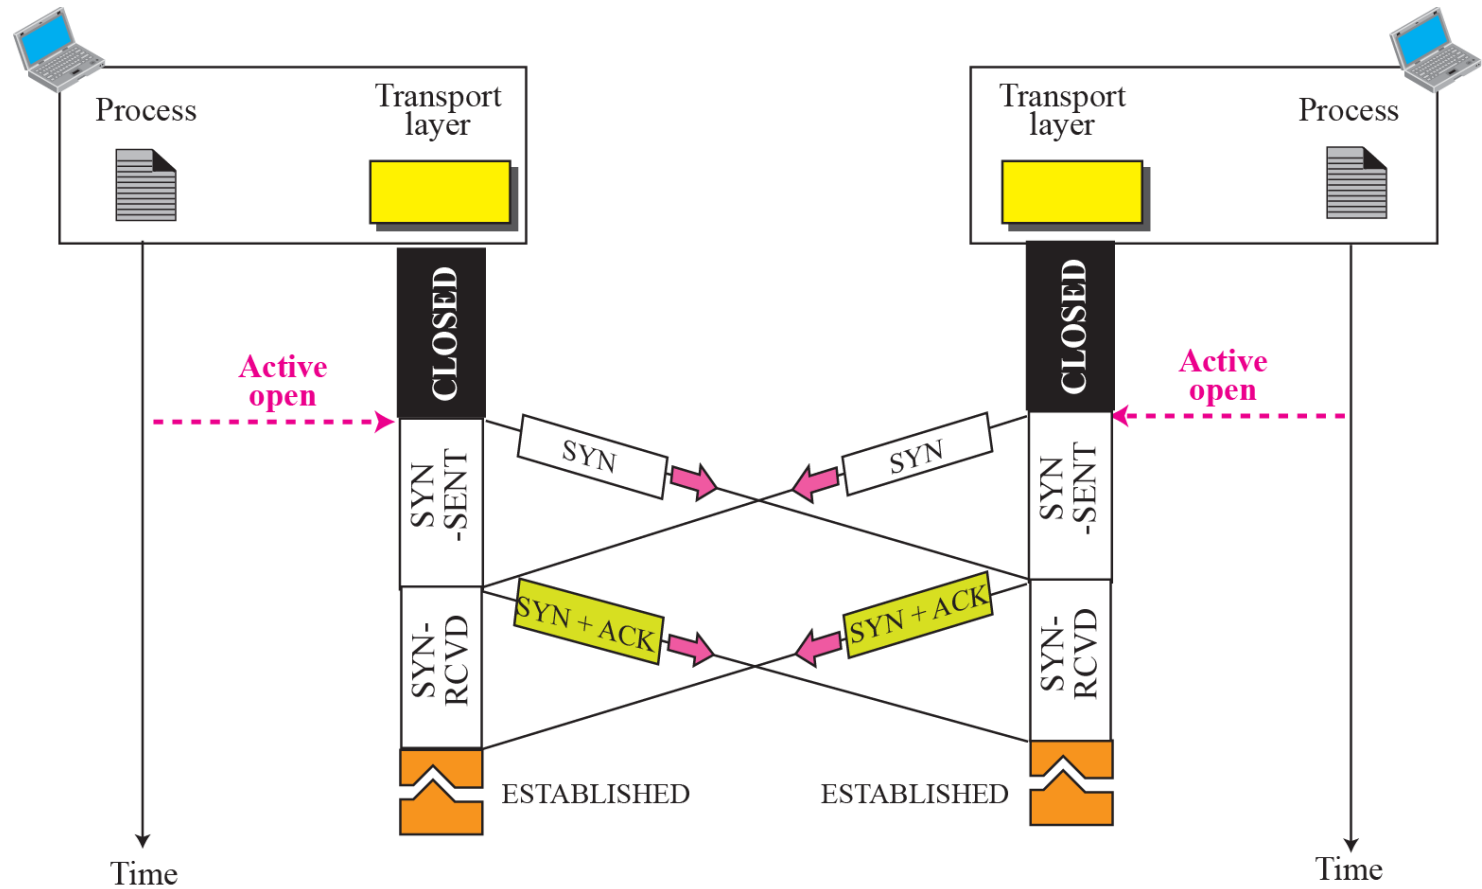 Process
Transport
layer
Transport
layer
Process
CLOSED
CLOSED
Active
open
Active
open
SYN
SYN
SYN
-SENT
SYN
-SENT
SYN + ACK
SYN + ACK
SYN-
RCVD
SYN-
RCVD
ESTABLISHED
ESTABLISHED
Time
Time